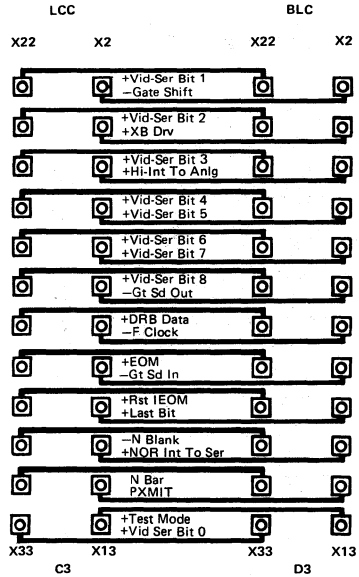 LCC BLC
X22 X2 X22 X2
+Vid-Ser Bit 1
−Gate Shift
+Vid-Ser Bit 2
+XB Drv
+Vid-Ser Bit 3
+Hi-Int To Anlg
+Vid-Ser Bit 4
+Vid-Ser Bit 5
+Vid-Ser Bit 6
+Vid-Ser Bit 7
+Vid-Ser Bit 8
−Gt Sd Out
+DRB Data
−F Clock
+EOM
−Gt Sd In
+Rst IEOM
+Last Bit
−N Blank
+NOR Int To Ser
N Bar
PXMIT
+Test Mode
+Vid Ser Bit 0
X33 X13 X33 X13
C3 D3